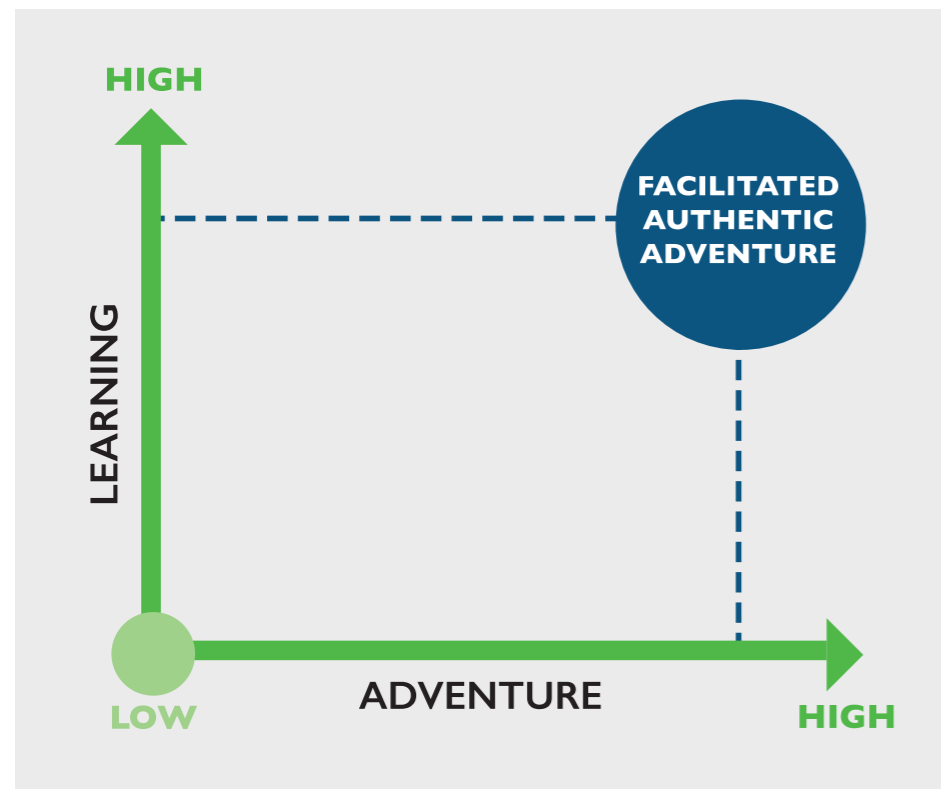 HIGH
FACILITATED
AUTHENTIC
ADVENTURE
LEARNING
ADVENTURE
LOW
HIGH